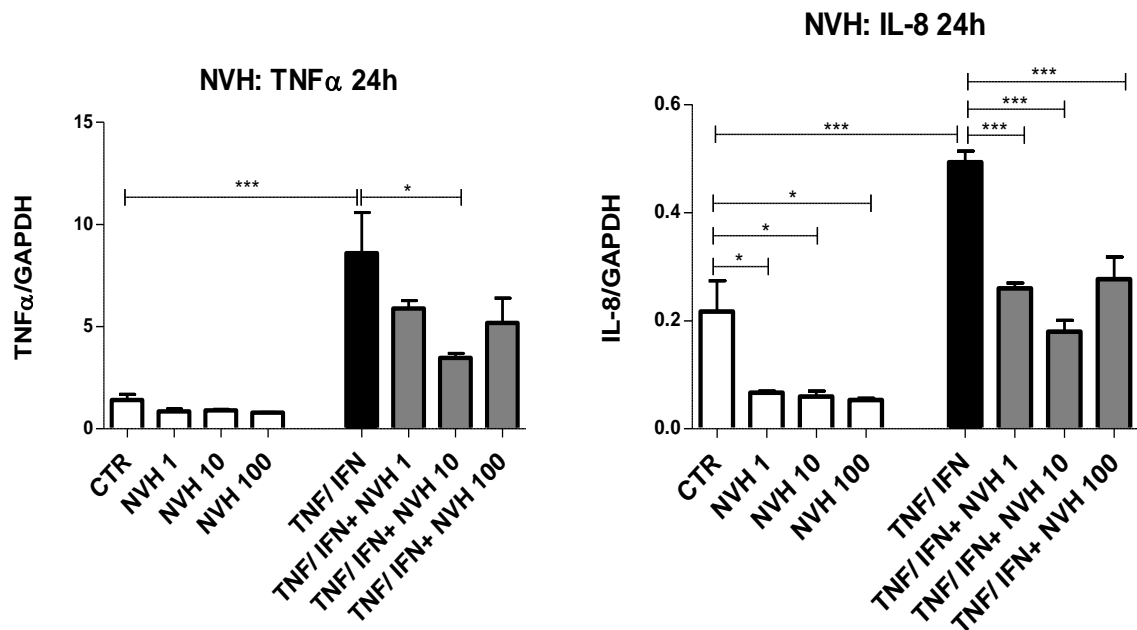 NVH: TNFα 24h
TNFα/GAPDH
15
10
5
0
***
*
CTR
NVH 1
NVH 10
NVH 100
TNF/ IFN
TNF/ IFN+ NVH 1
TNF/ IFN+ NVH 10
TNF/ IFN+ NVH 100
NVH: IL-8 24h
IL-8/GAPDH
0.6
0.4
0.2
0.0
***
***
***
***
*
*
*
CTR
NVH 1
NVH 10
NVH 100
TNF/ IFN
TNF/ IFN+ NVH 1
TNF/ IFN+ NVH 10
TNF/ IFN+ NVH 100